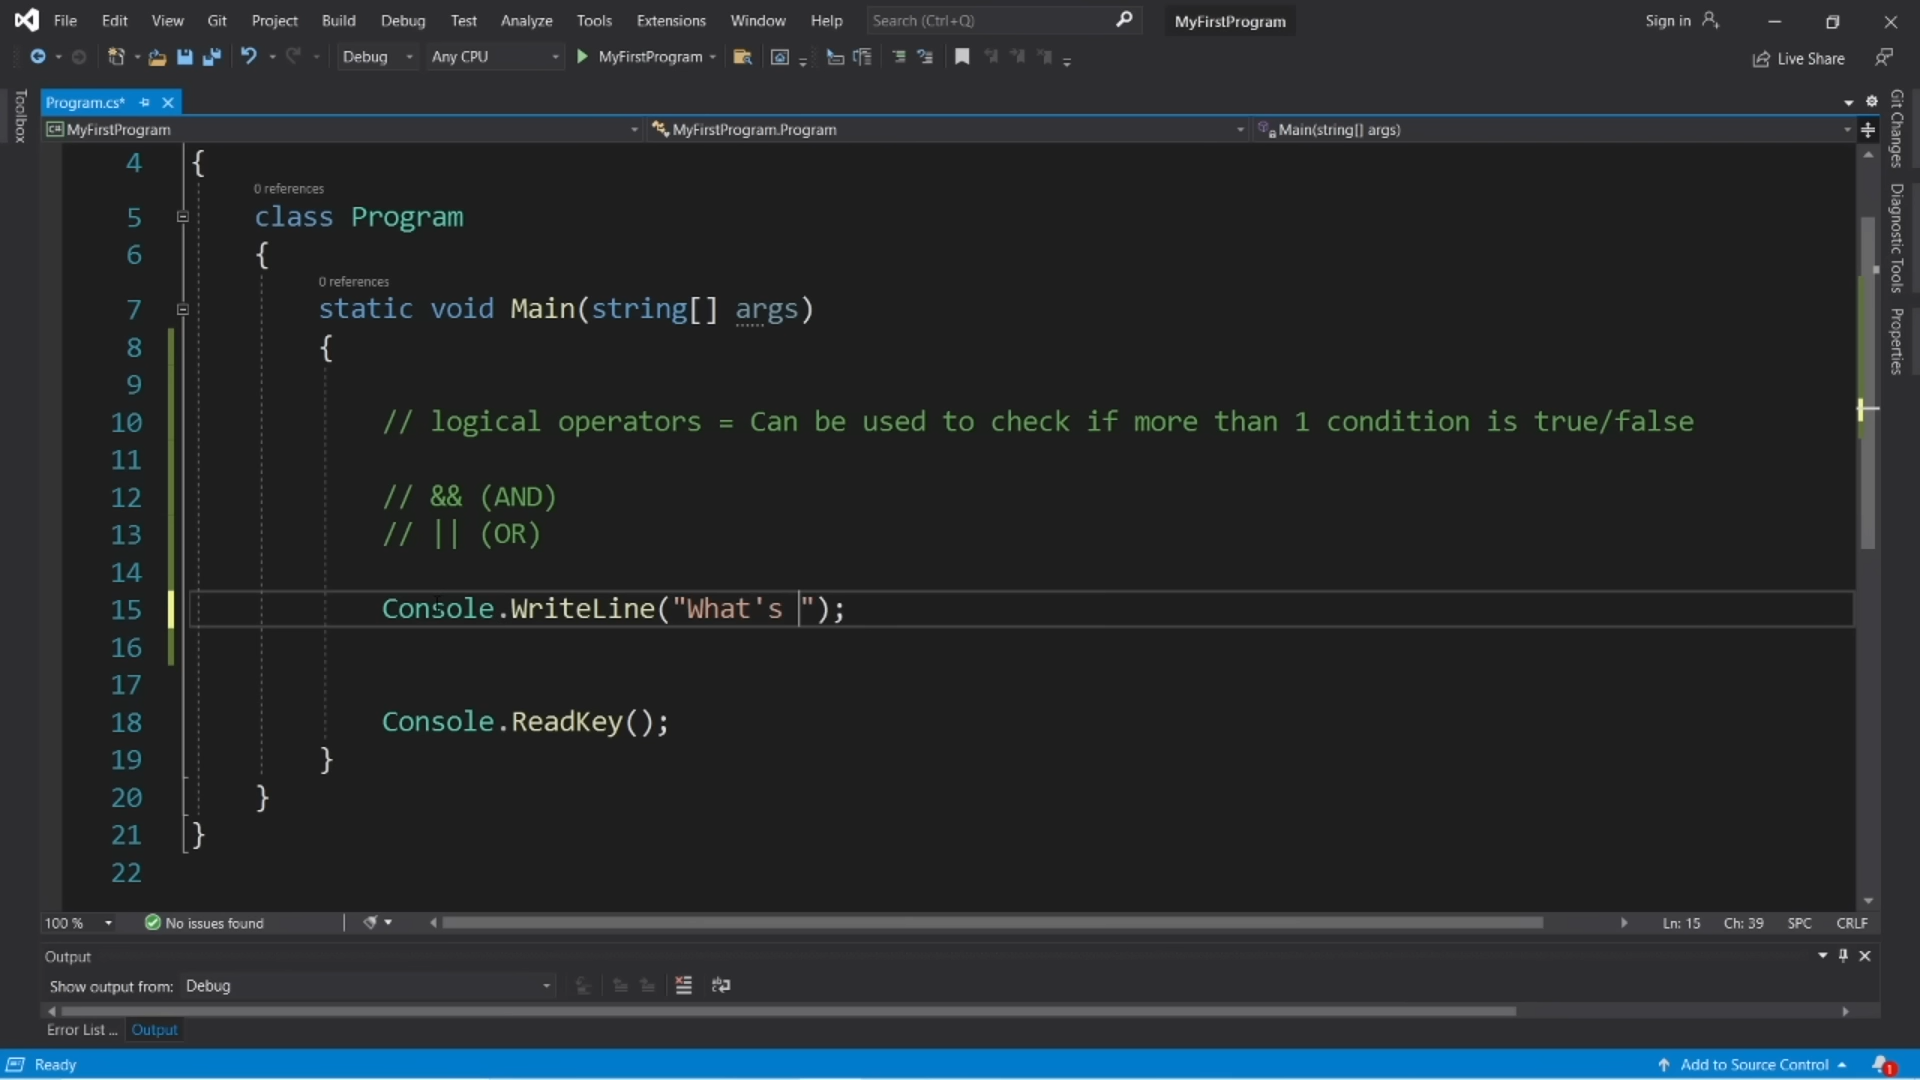 File Edit View Git Project Build Debug Test Analyze Tools Extensions Window Help Search (Ctrl+Q) MyFirstProgram Sign in
Debug Any CPU MyFirstProgram Live Share
Toolbox
Program.cs*
MyFirstProgram MyFirstProgram.Program Main(string[] args)
4 {
0 references
5 class Program
6 {
0 references
7 static void Main(string[] args)
8 {
9
10 // logical operators = Can be used to check if more than 1 condition is true/false
11
12 // && (AND)
13 // || (OR)
14
15 Console.WriteLine("What's ");
16
17
18 Console.ReadKey();
19 }
20 }
21 }
22
Git Changes
Diagnostic Tools
Properties
100 % No issues found Ln: 15 Ch: 39 SPC CRLF
Output
Show output from: Debug
Error List ... Output
Ready Add to Source Control 1